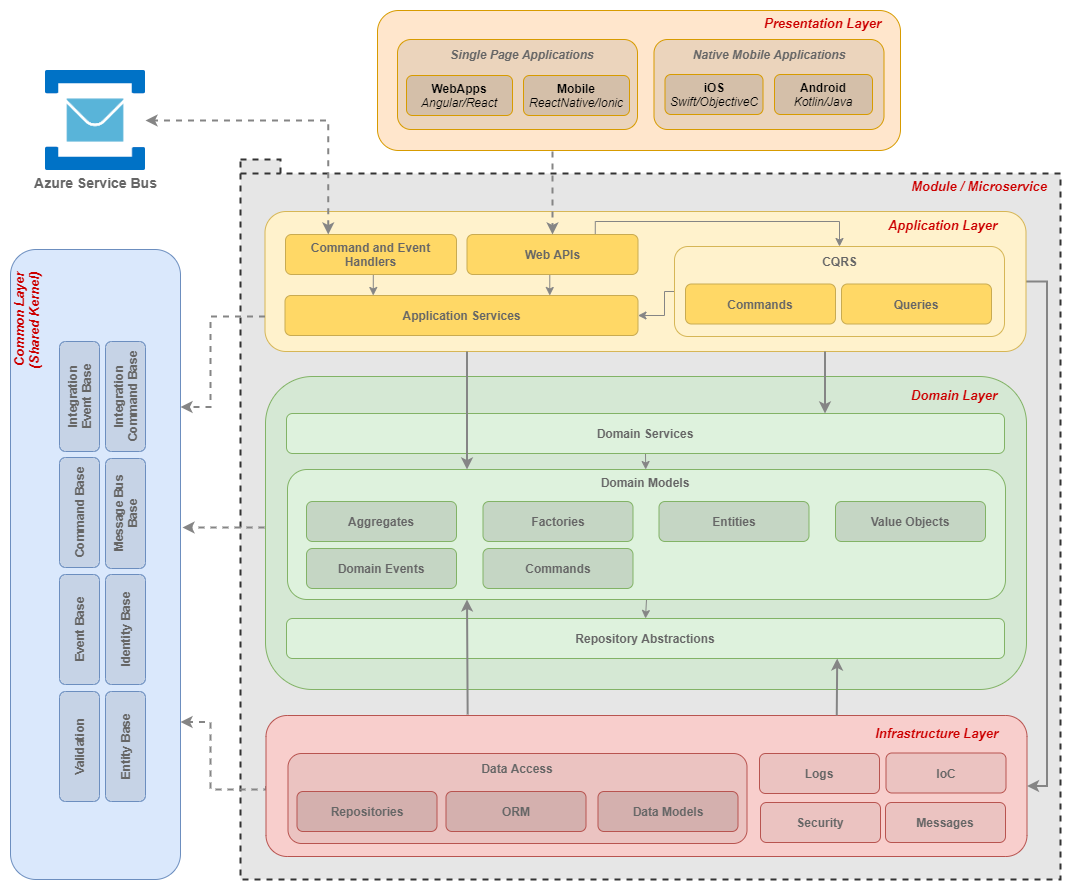 Presentation Layer
Single Page Applications
WebApps
Angular/React
Mobile
ReactNative/Ionic
Native Mobile Applications
iOS
Swift/ObjectiveC
Android
Kotlin/Java
Azure Service Bus
Module / Microservice
Application Layer
Command and Event
Handlers
Web APIs
CQRS
Commands
Queries
Application Services
Common Layer
(Shared Kernel)
Integration
Event Base
Integration
Command Base
Command Base
Message Bus
Base
Event Base
Identity Base
Validation
Entity Base
Domain Layer
Domain Services
Domain Models
Aggregates
Factories
Entities
Value Objects
Domain Events
Commands
Repository Abstractions
Infrastructure Layer
Data Access
Repositories
ORM
Data Models
Logs
IoC
Security
Messages